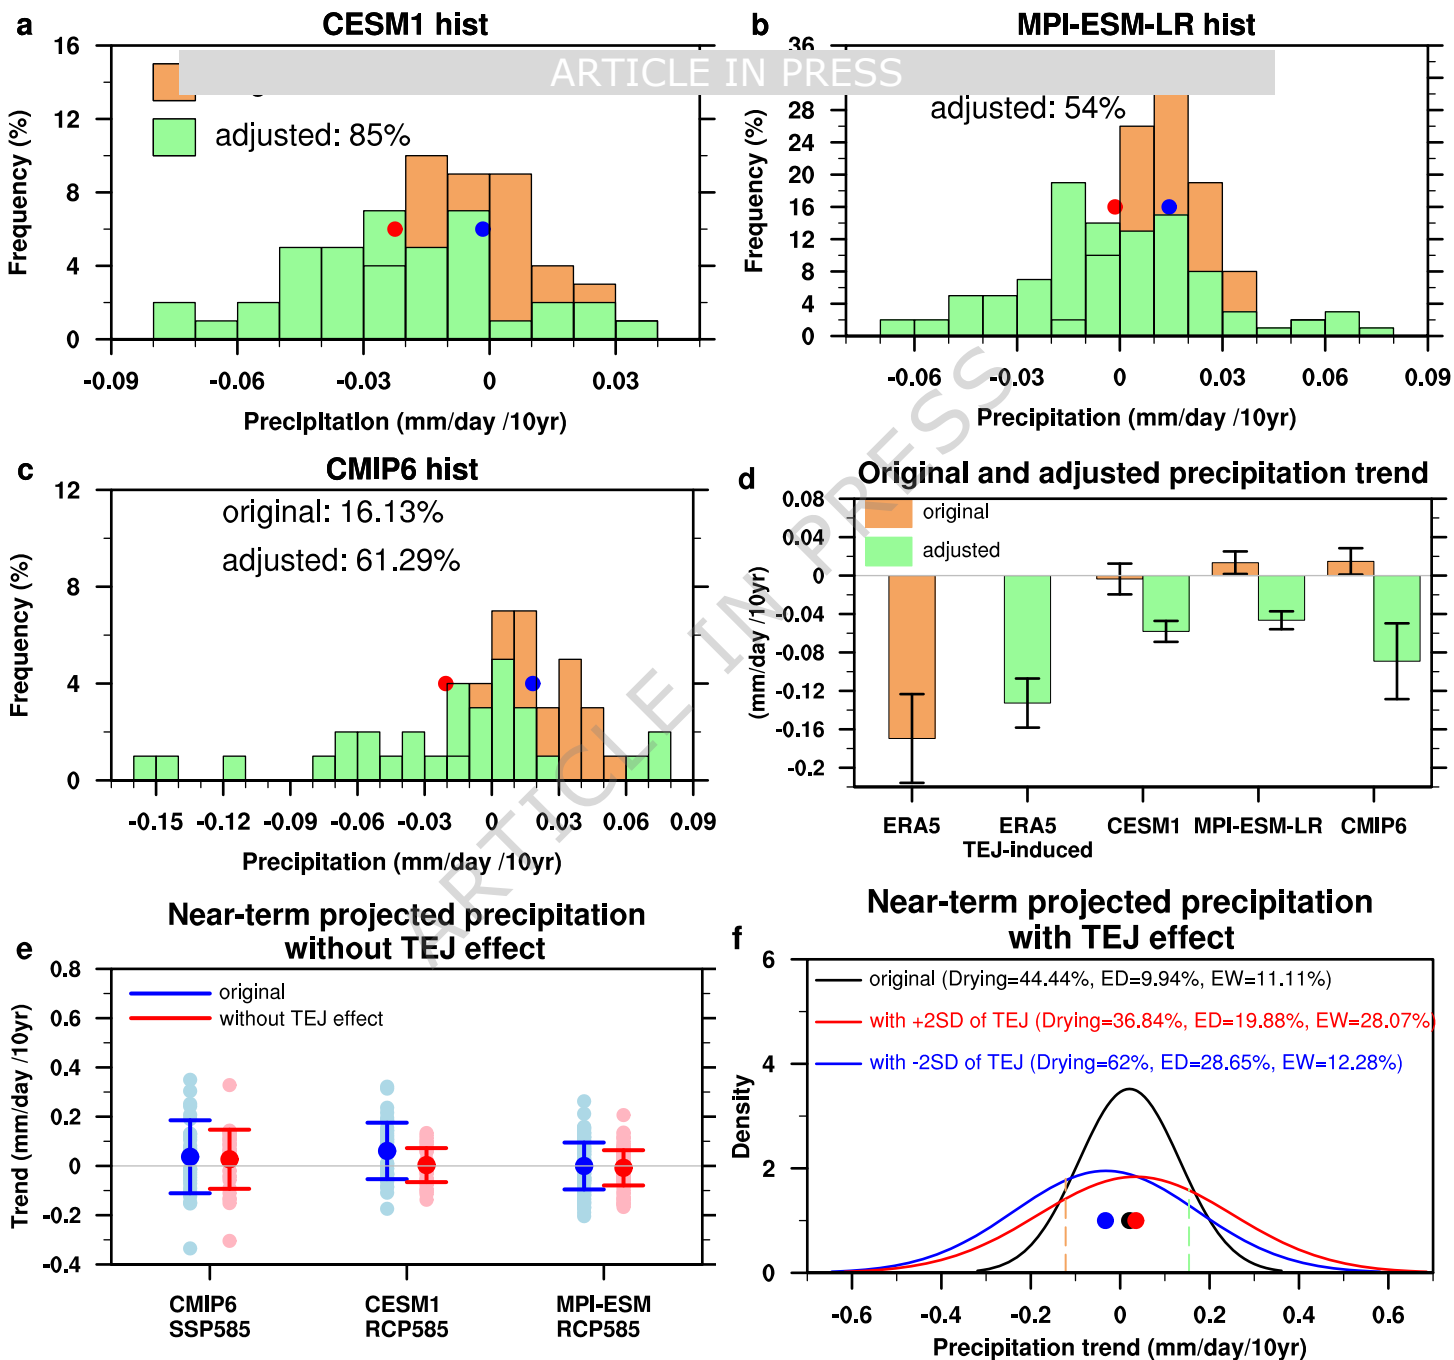 a
CESM1 hist
16
12
8
4
0
Frequency (%)
adjusted: 85%
-0.09 -0.06 -0.03 0 0.03
Precipitation (mm/day /10yr)
b
MPI-ESM-LR hist
36
28
24
20
16
12
8
4
0
Frequency (%)
adjusted: 54%
-0.06 -0.03 0 0.03 0.06 0.09
Precipitation (mm/day /10yr)
ARTICLE IN PRESS
c
CMIP6 hist
12
8
4
0
Frequency (%)
original: 16.13%
adjusted: 61.29%
-0.15 -0.12 -0.09 -0.06 -0.03 0 0.03 0.06 0.09
Precipitation (mm/day /10yr)
d
Original and adjusted precipitation trend
0.08
0.04
0
-0.04
-0.08
-0.12
-0.16
-0.2
(mm/day /10yr)
original
adjusted
ERA5 ERA5 CESM1 MPI-ESM-LR CMIP6
TEJ-induced
ARTICLE IN PRESS
e
Near-term projected precipitation
without TEJ effect
0.8
0.6
0.4
0.2
0
-0.2
-0.4
Trend (mm/day /10yr)
original
without TEJ effect
CMIP6 CESM1 MPI-ESM
SSP585 RCP585 RCP585
f
Near-term projected precipitation
with TEJ effect
6
4
2
0
Density
original (Drying=44.44%, ED=9.94%, EW=11.11%)
with +2SD of TEJ (Drying=36.84%, ED=19.88%, EW=28.07%)
with -2SD of TEJ (Drying=62%, ED=28.65%, EW=12.28%)
-0.6 -0.4 -0.2 0 0.2 0.4 0.6
Precipitation trend (mm/day/10yr)